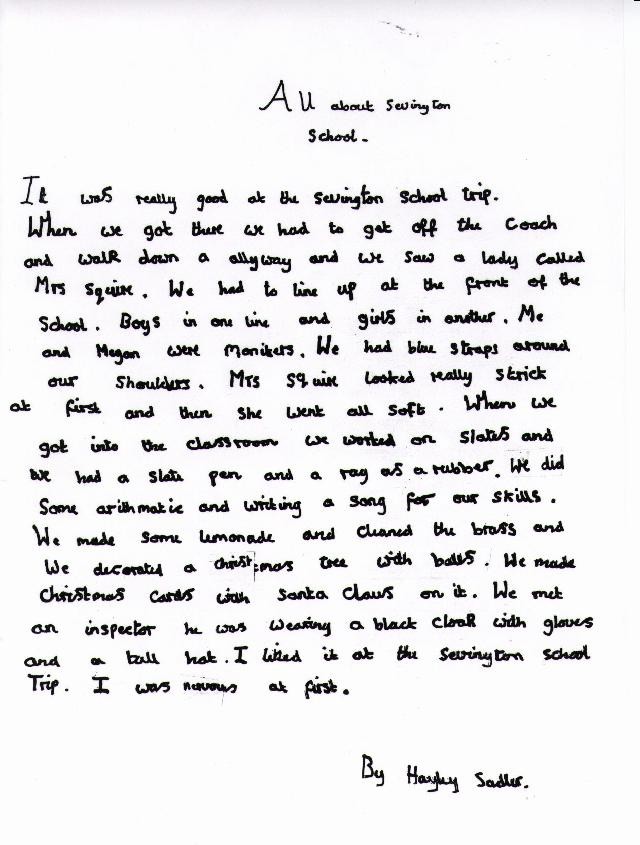 All about Sevington
School.
It was really good at the Sevington School trip.
When we got there we had to get off the Coach
and walk down a allyway and we saw a lady called
Mrs Squire. We had to line up at the front of the
School. Boys in one line and girls in another. Me
and Megan were Moniters. We had blue straps around
our Shoulders. Mrs Squire looked really strick
at first and then she went all soft. When we
got into the classroom we worked on slates and
we had a slate pen and a rag as a rubber. We did
Some arithmatic and writing a song for our skills.
We made some lemonade and cleaned the brass and
We decorated a christmas tree with balls. We made
Christmas cards with Santa Claus on it. We met
an inspector he was wearing a black cloak with gloves
and a tall hat. I liked it at the Sevington school
Trip. I was nervous at first.
By Hayley Sadler.